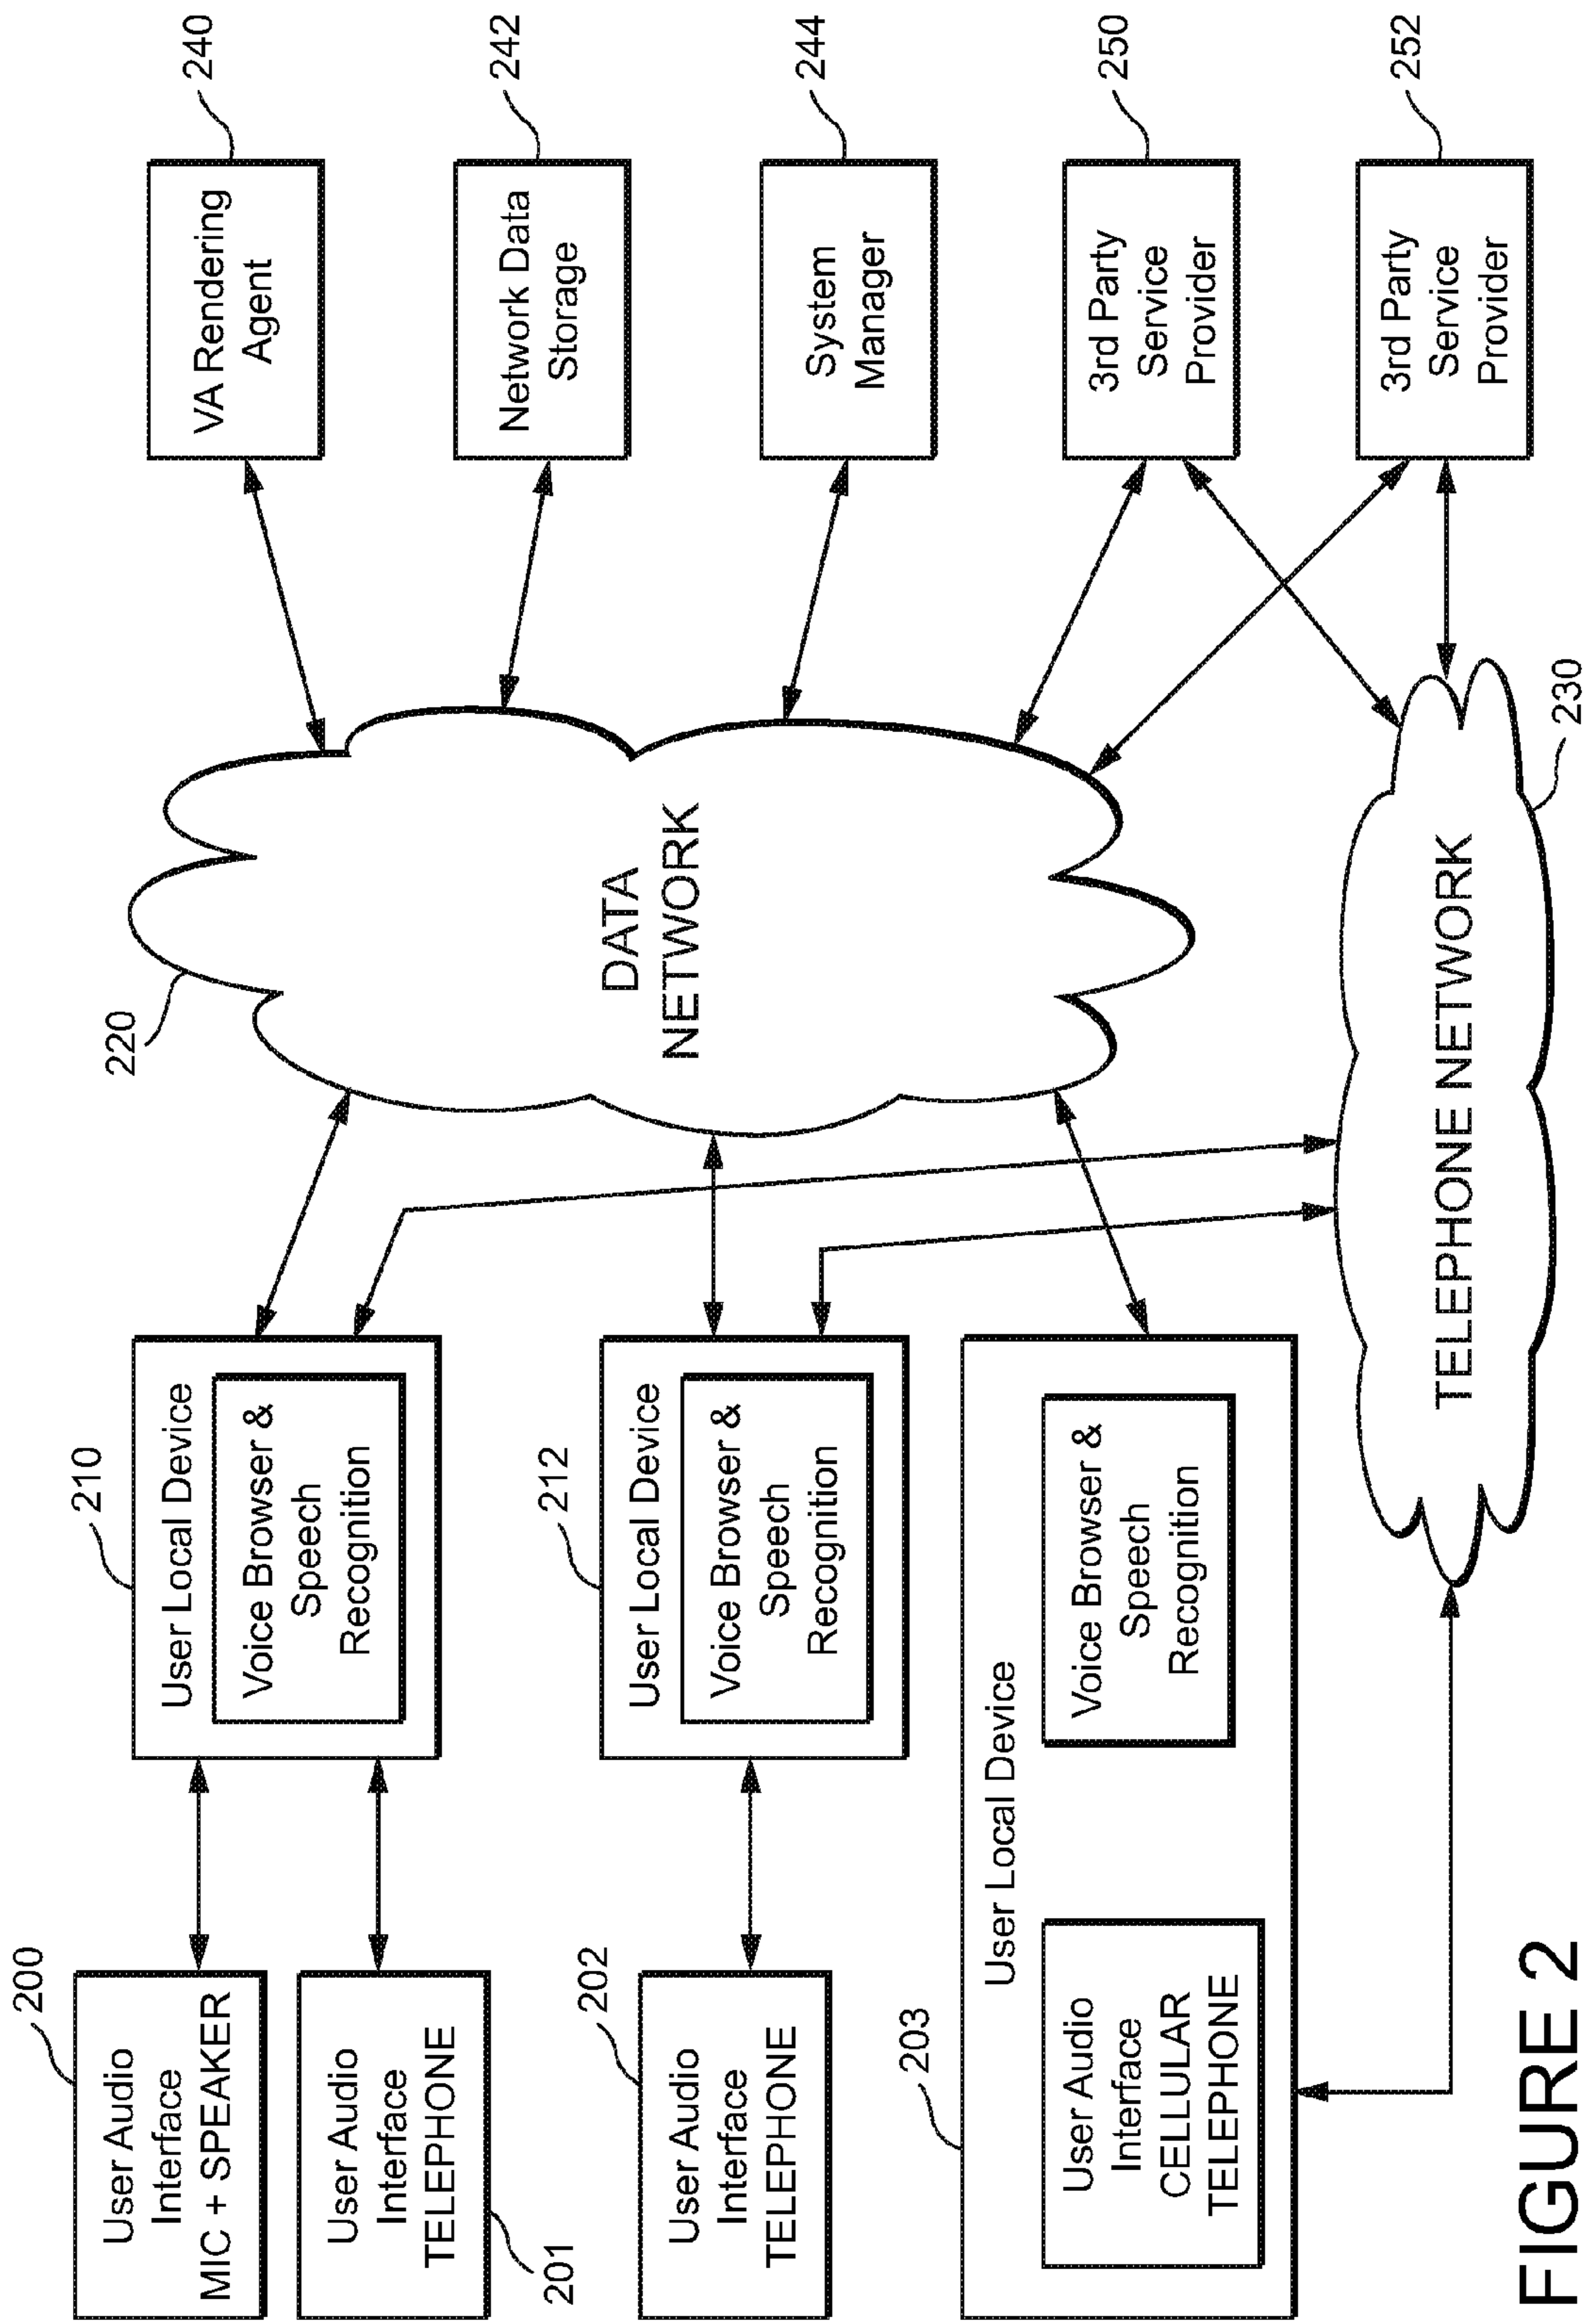 200
User Audio
Interface
MIC + SPEAKER
User Audio
Interface
TELEPHONE
201
202
User Audio
Interface
TELEPHONE
203
User Local Device
User Audio
Interface
CELLULAR
TELEPHONE
Voice Browser &
Speech
Recognition
210
User Local Device
Voice Browser &
Speech
Recognition
212
User Local Device
Voice Browser &
Speech
Recognition
220
DATA
NETWORK
TELEPHONE NETWORK
230
VA Rendering
Agent
240
Network Data
Storage
242
System
Manager
244
3rd Party
Service
Provider
250
3rd Party
Service
Provider
252
FIGURE 2